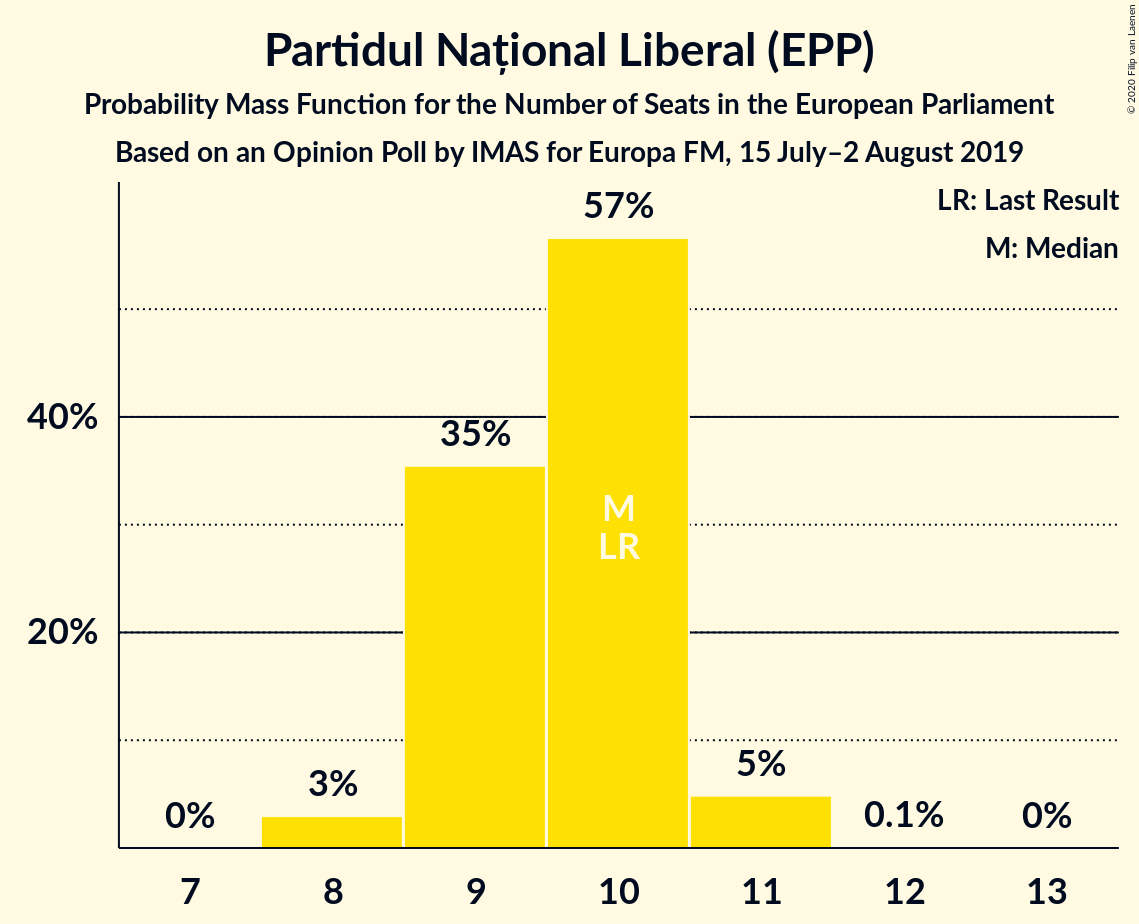 Partidul Național Liberal (EPP)
Probability Mass Function for the Number of Seats in the European Parliament
Based on an Opinion Poll by IMAS for Europa FM, 15 July–2 August 2019
© 2020 Filip van Laenen
LR: Last Result
M: Median
57%
40%
35%
M
LR
20%
0%
3%
5%
0.1%
0%
7
8
9
10
11
12
13